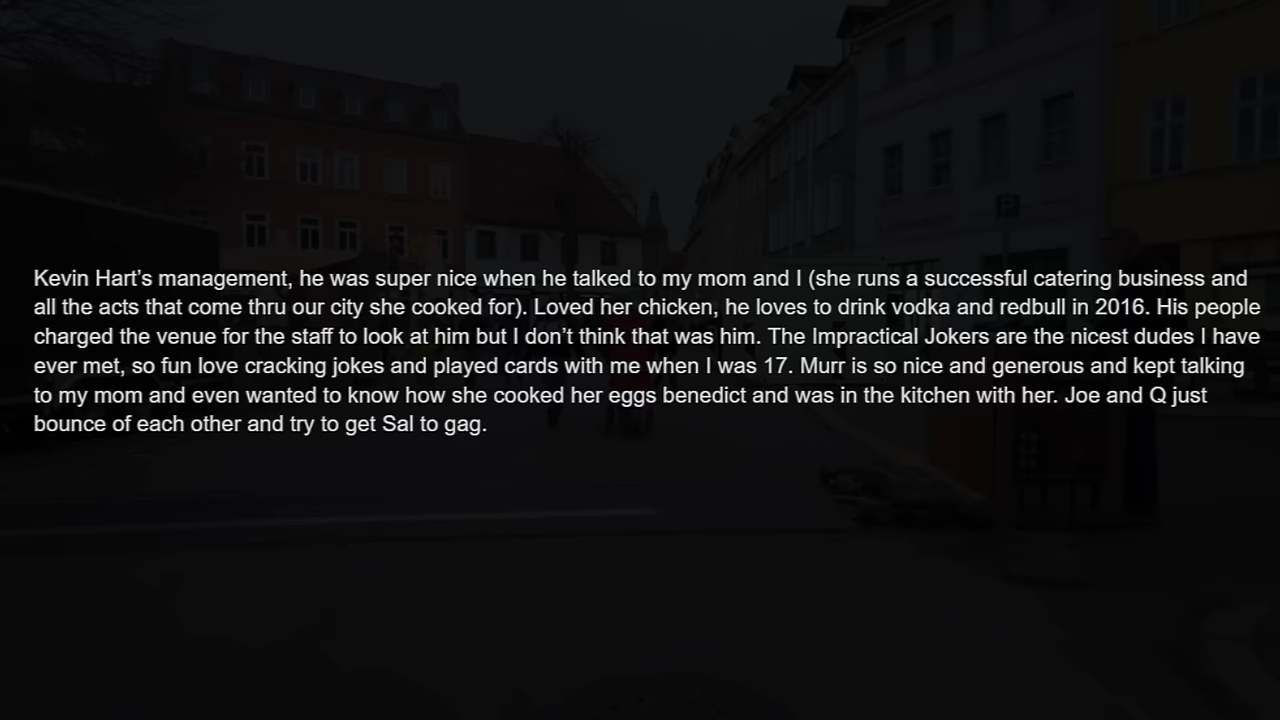 Kevin Hart’s management, he was super nice when he talked to my mom and I (she runs a successful catering business and
all the acts that come thru our city she cooked for). Loved her chicken, he loves to drink vodka and redbull in 2016. His people
charged the venue for the staff to look at him but I don’t think that was him. The Impractical Jokers are the nicest dudes I have
ever met, so fun love cracking jokes and played cards with me when I was 17. Murr is so nice and generous and kept talking
to my mom and even wanted to know how she cooked her eggs benedict and was in the kitchen with her. Joe and Q just
bounce of each other and try to get Sal to gag.
P